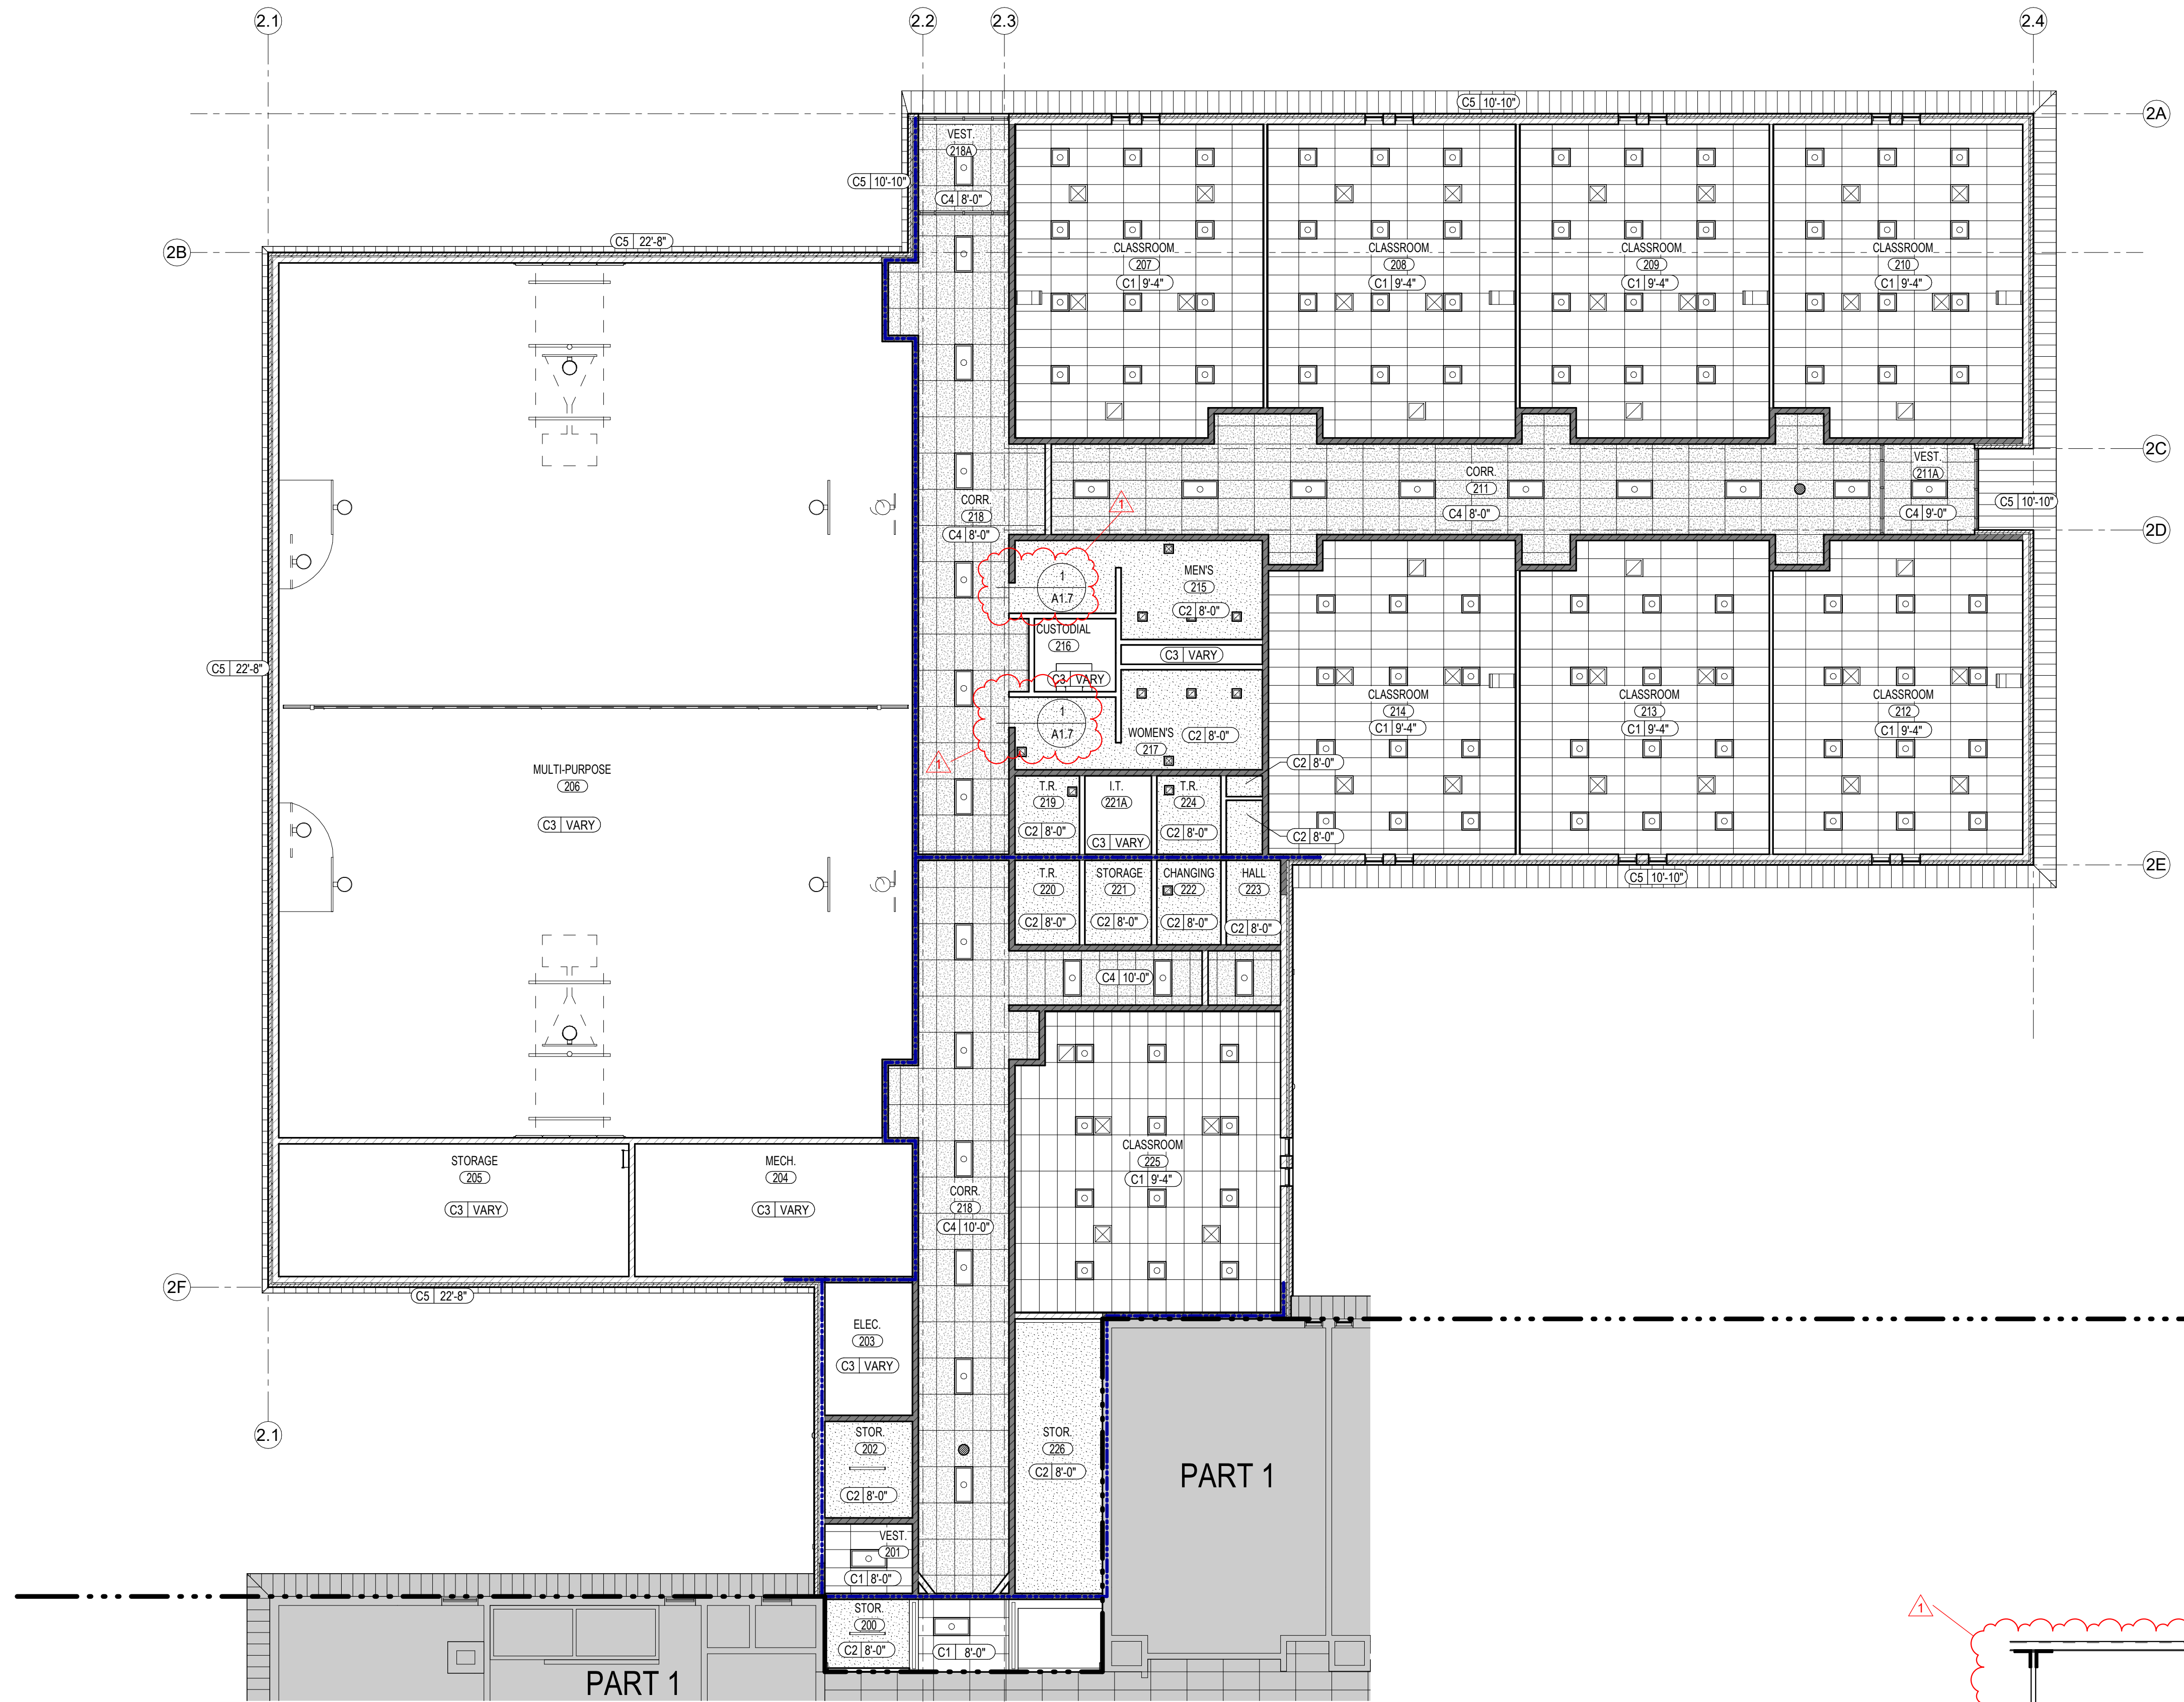 2.1
2.2
2.3
2.4
2A
2B
2C
2D
2E
2F
2.1
C5 10'-10"
C5 10'-10"
C5 22'-8"
VEST.
218A
C4 8'-0"
CLASSROOM
207
C1 9'-4"
CLASSROOM
208
C1 9'-4"
CLASSROOM
209
C1 9'-4"
CLASSROOM
210
C1 9'-4"
CORR.
211
C4 8'-0"
VEST.
211A
C4 9'-0"
C5 10'-10"
CORR.
218
C4 8'-0"
1
1
A1.7
MEN'S
215
C2 8'-0"
CUSTODIAL
216
C3 VARY
C3 VARY
1
A1.7
1
WOMEN'S
217
C2 8'-0"
C5 22'-8"
CLASSROOM
214
C1 9'-4"
CLASSROOM
213
C1 9'-4"
CLASSROOM
212
C1 9'-4"
MULTI-PURPOSE
206
C3 VARY
C2 8'-0"
T.R.
219
C2 8'-0"
I.T.
221A
C3 VARY
T.R.
224
C2 8'-0"
C2 8'-0"
C5 10'-10"
T.R.
220
C2 8'-0"
STORAGE
221
C2 8'-0"
CHANGING
222
C2 8'-0"
HALL
223
C2 8'-0"
C4 10'-0"
CLASSROOM
225
C1 9'-4"
STORAGE
205
C3 VARY
MECH.
204
C3 VARY
CORR.
218
C4 10'-0"
C5 22'-8"
ELEC.
203
C3 VARY
STOR.
202
C2 8'-0"
STOR.
226
C2 8'-0"
PART 1
VEST.
201
C1 8'-0"
STOR.
200
C2 8'-0"
C1 8'-0"
PART 1
1